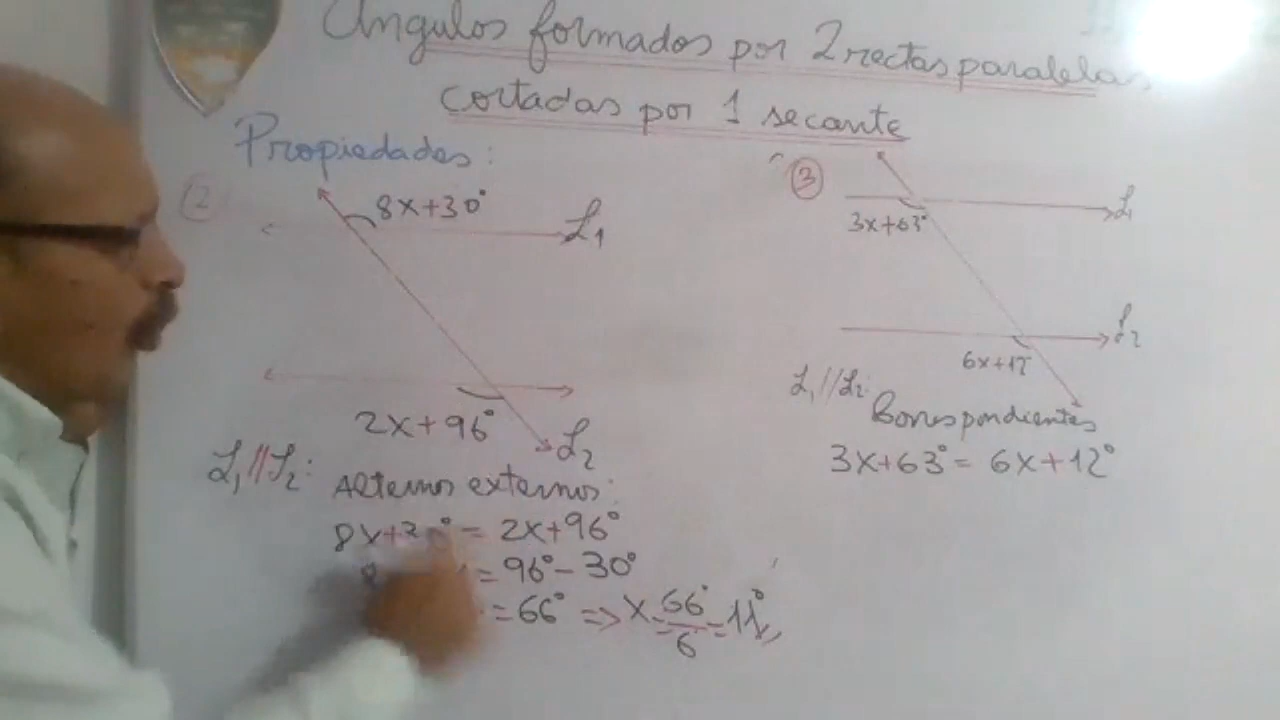 Angulos formados por 2 rectas paralelas
cortadas por 1 secante
Propiedades:
2
8x+30°
L1
2x+96°
L2
L1//L2: Alternos externos:
8x+3 ° = 2x+96°
8 = 96° - 30°
= 66° => x = 66°/6 = 11°
3
L1
3x+63°
L2
6x+12
L1//L2: Correspondientes
3x+63° = 6x+12°